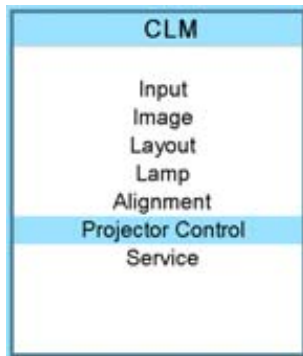 CLM
Input
Image
Layout
Lamp
Alignment
Projector Control
Service